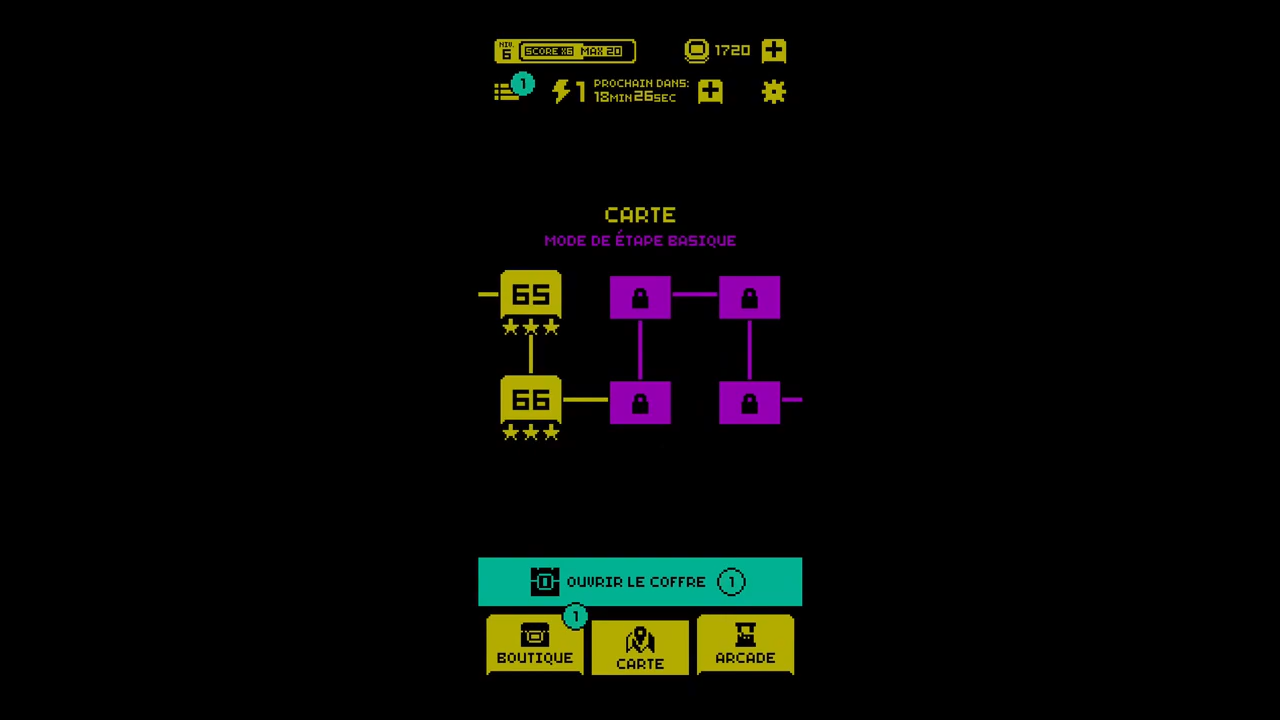 NIV. 6 SCORE X6 MAX 20
1720
1
1 PROCHAIN DANS:
18MIN26SEC
CARTE
MODE DE ÉTAPE BASIQUE
65
66
OUVRIR LE COFFRE 1
1
BOUTIQUE
CARTE
ARCADE